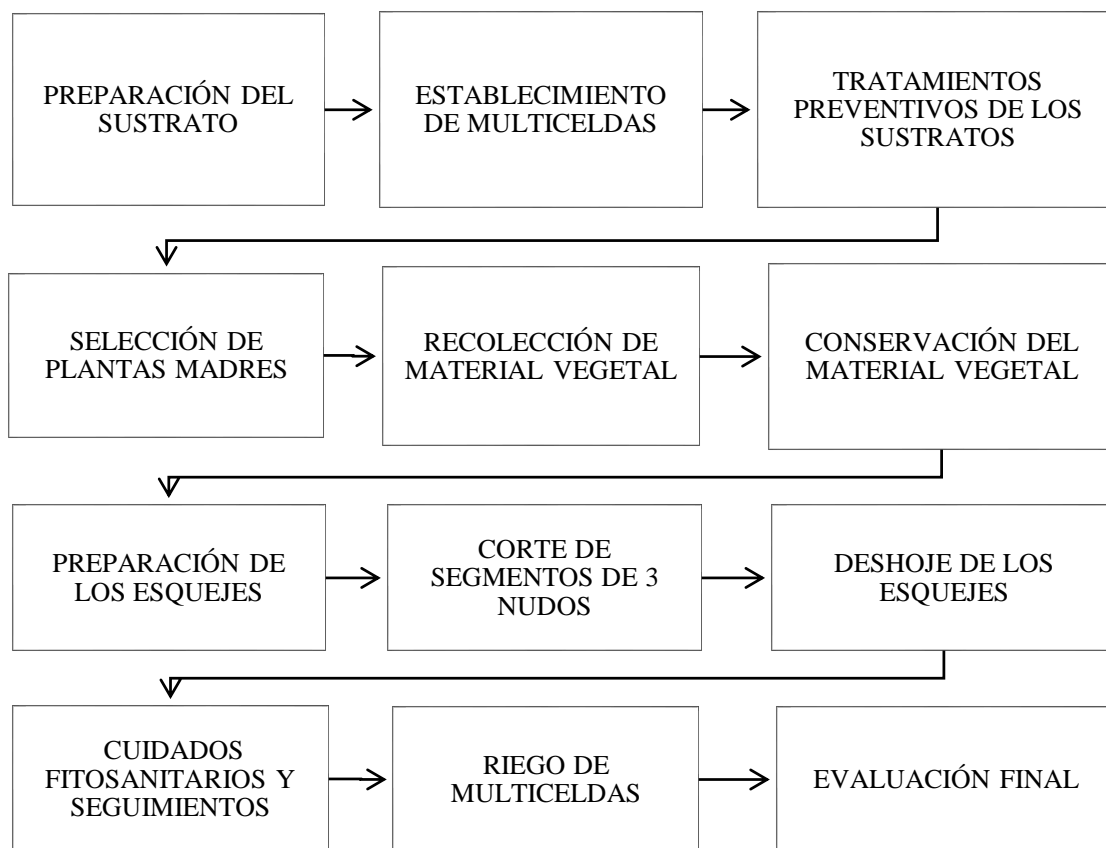 PREPARACIÓN DEL
SUSTRATO
ESTABLECIMIENTO
DE MULTICELDAS
TRATAMIENTOS
PREVENTIVOS DE LOS
SUSTRATOS
SELECCIÓN DE
PLANTAS MADRES
RECOLECCIÓN DE
MATERIAL VEGETAL
CONSERVACIÓN DEL
MATERIAL VEGETAL
PREPARACIÓN DE
LOS ESQUEJES
CORTE DE
SEGMENTOS DE 3
NUDOS
DESHOJE DE LOS
ESQUEJES
CUIDADOS
FITOSANITARIOS Y
SEGUIMIENTOS
RIEGO DE
MULTICELDAS
EVALUACIÓN FINAL